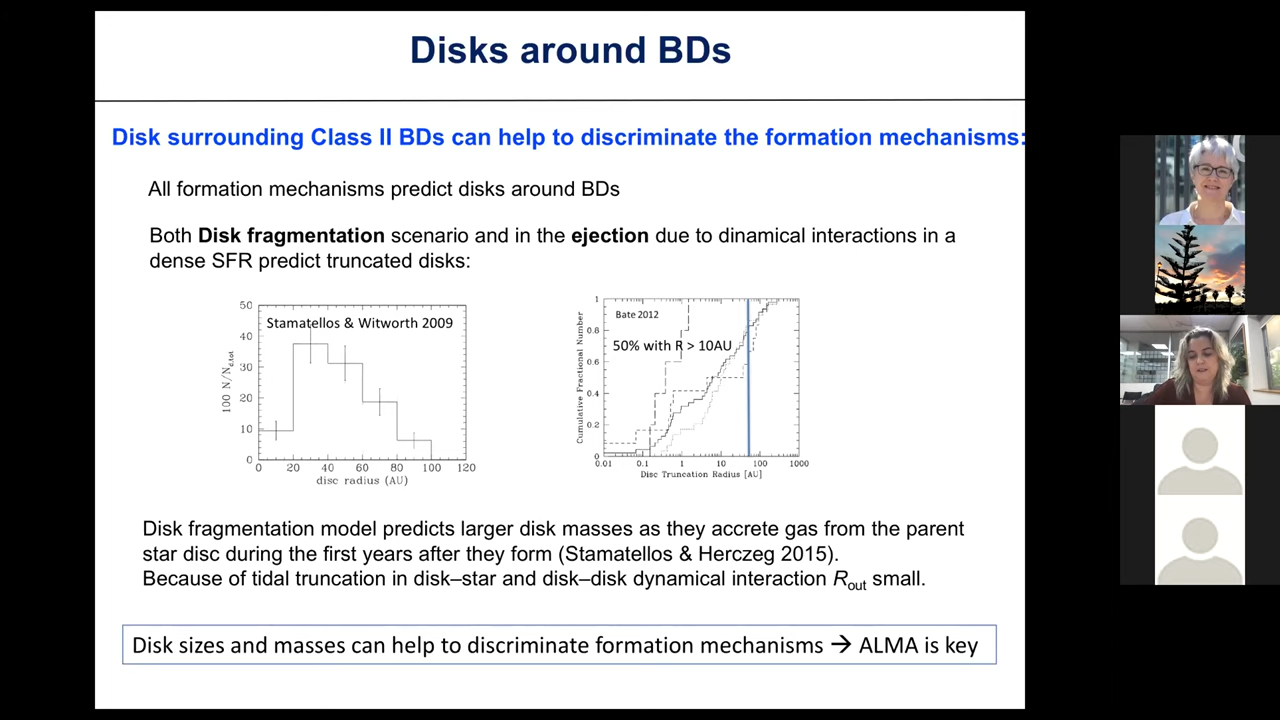 Disks around BDs
Disk surrounding Class II BDs can help to discriminate the formation mechanisms:
All formation mechanisms predict disks around BDs
Both Disk fragmentation scenario and in the ejection due to dinamical interactions in a
dense SFR predict truncated disks:
50
40
30
20
10
0
100 N/N_d,tot
Stamatellos & Witworth 2009
0 20 40 60 80 100 120
disc radius (AU)
1
0.8
0.6
0.4
0.2
0
Cumulative Fractional Number
Bate 2012
50% with R > 10AU
0.01 0.1 1 10 100 1000
Disc Truncation Radius [AU]
Disk fragmentation model predicts larger disk masses as they accrete gas from the parent
star disc during the first years after they form (Stamatellos & Herczeg 2015).
Because of tidal truncation in disk–star and disk–disk dynamical interaction Rout small.
Disk sizes and masses can help to discriminate formation mechanisms → ALMA is key